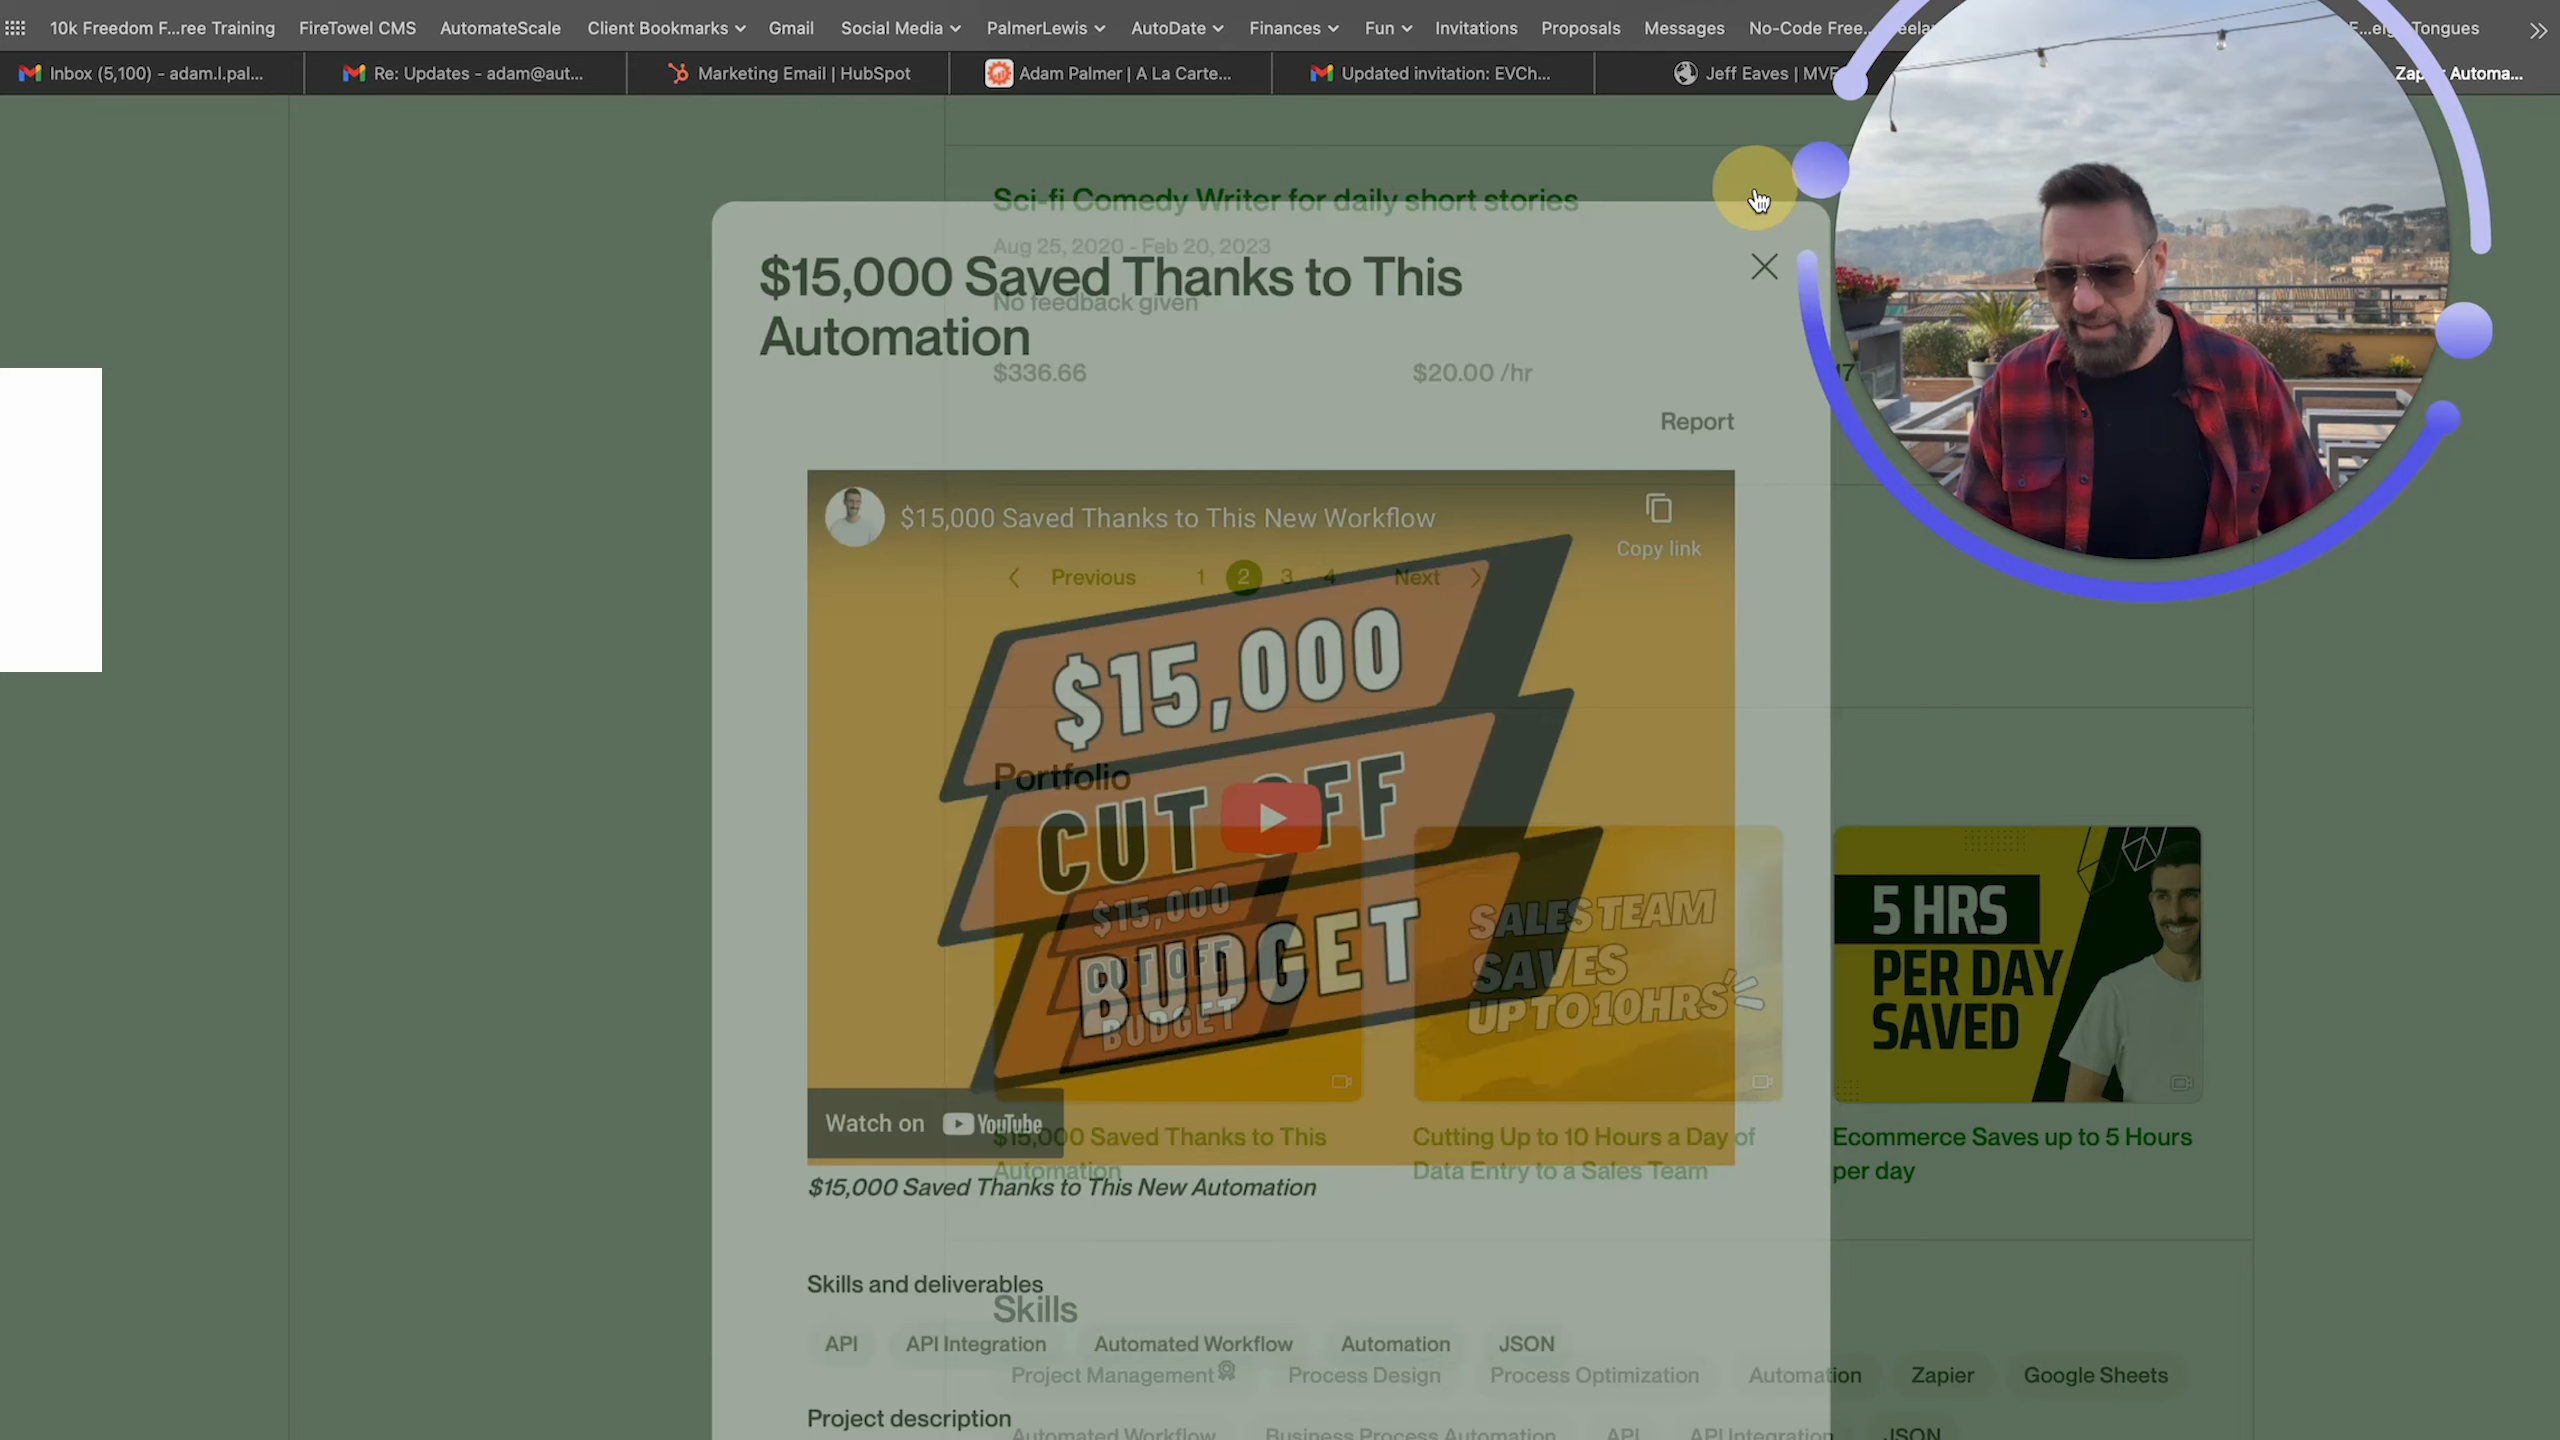 10k Freedom F...ree Training
FireTowel CMS
AutomateScale
Client Bookmarks
Gmail
Social Media
PalmerLewis
AutoDate
Finances
Fun
Invitations
Proposals
Messages
No-Code Free...
Tongues
Inbox (5,100) - adam.l.pal...
Re: Updates - adam@aut...
Marketing Email | HubSpot
Adam Palmer | A La Carte...
Updated invitation: EVCh...
Jeff Eaves | MVF
Automa...
Sci-fi Comedy Writer for daily short stories
Aug 25, 2020 - Feb 20, 2023
$15,000 Saved Thanks to This
No feedback given
Automation
$336.66
$20.00 /hr
17
Report
$15,000 Saved Thanks to This New Workflow
Copy link
Previous
1
2
3
4
Next
$15,000
CUT OFF
BUDGET
Portfolio
$15,000
CUT OFF
BUDGET
SALES TEAM
SAVES
UP TO 10HRS
5 HRS
PER DAY
SAVED
Watch on YouTube
$15,000 Saved Thanks to This
Automation
Cutting Up to 10 Hours a Day of
Data Entry to a Sales Team
Ecommerce Saves up to 5 Hours
per day
$15,000 Saved Thanks to This New Automation
Skills and deliverables
Skills
API
API Integration
Automated Workflow
Automation
JSON
Project Management
Process Design
Process Optimization
Automation
Zapier
Google Sheets
Project description
Automated Workflow
Business Process Automation
API
API Integration
JSON